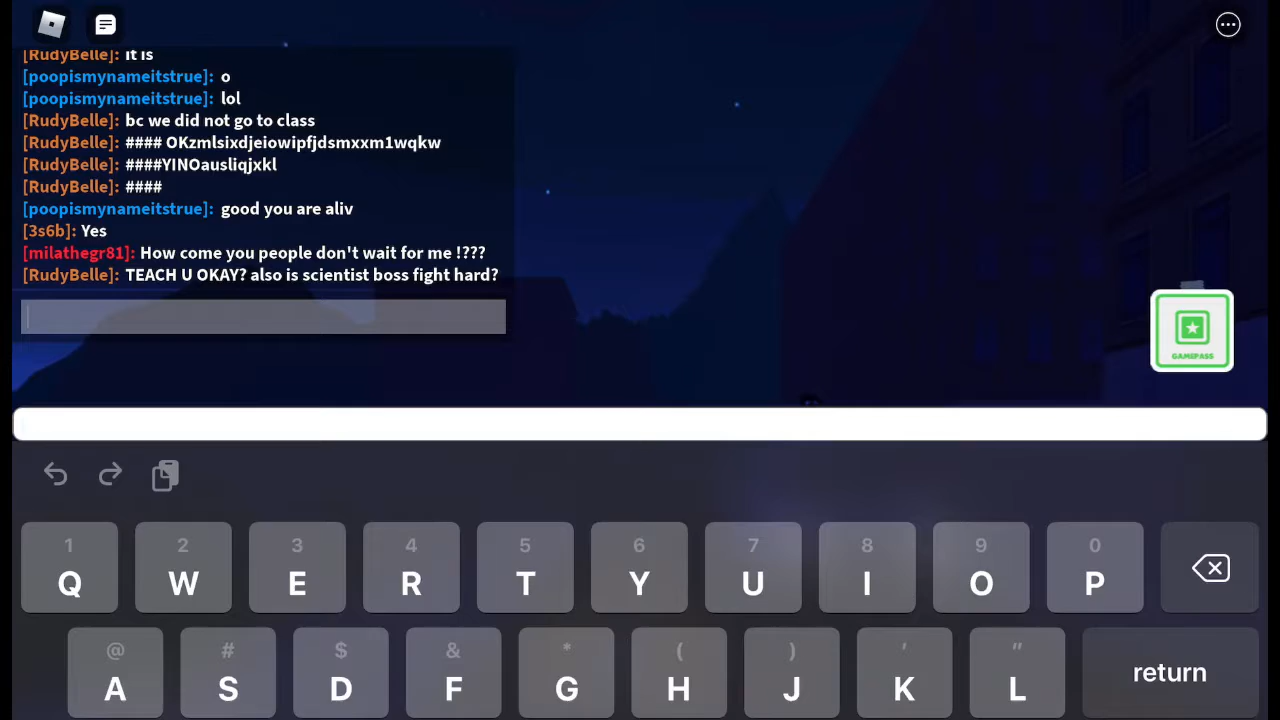 [RudyBelle]: it is
[poopismynameitstrue]: o
[poopismynameitstrue]: lol
[RudyBelle]: bc we did not go to class
[RudyBelle]: #### OKzmlsixdjeiowipfjdsmxxm1wqkw
[RudyBelle]: ####YINOausliqjxkl
[RudyBelle]: ####
[poopismynameitstrue]: good you are aliv
[3s6b]: Yes
[milathegr81]: How come you people don't wait for me !???
[RudyBelle]: TEACH U OKAY? also is scientist boss fight hard?
GAMEPASS
1 2 3 4 5 6 7 8 9 0
Q W E R T Y U I O P
@ # $ & * ( ) ' "
A S D F G H J K L return